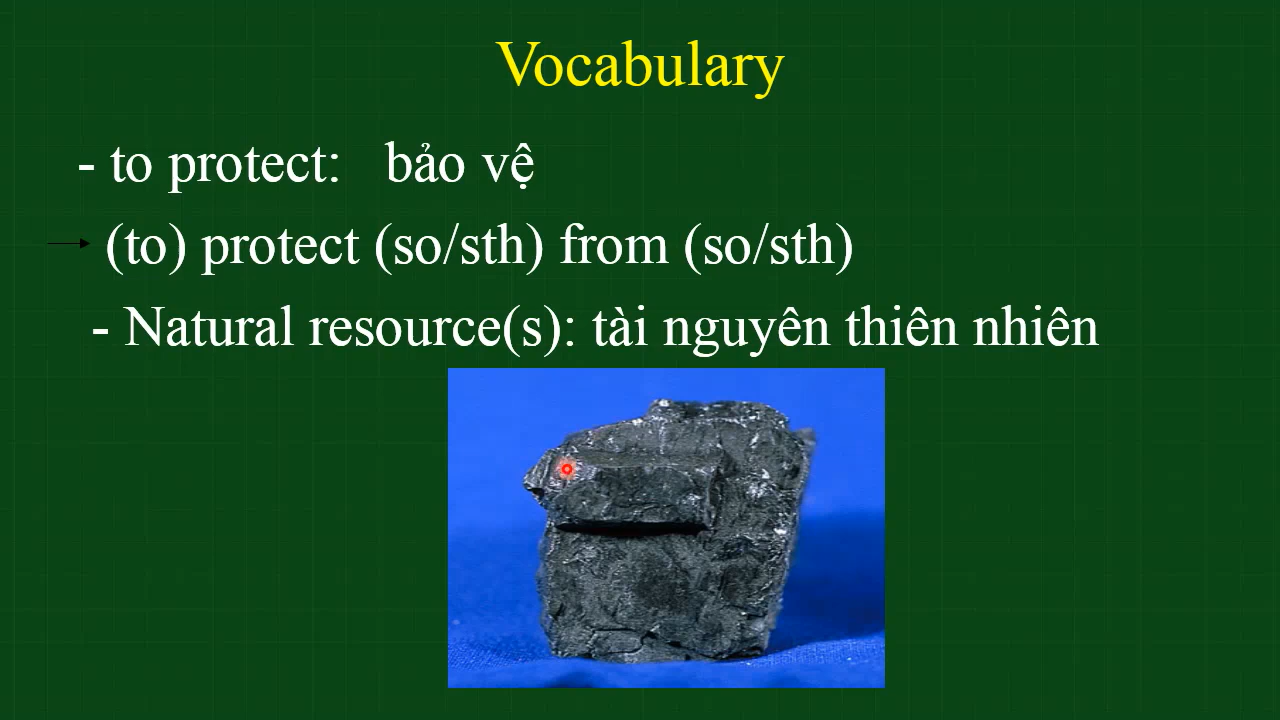 Vocabulary
- to protect: bảo vệ
(to) protect (so/sth) from (so/sth)
- Natural resource(s): tài nguyên thiên nhiên